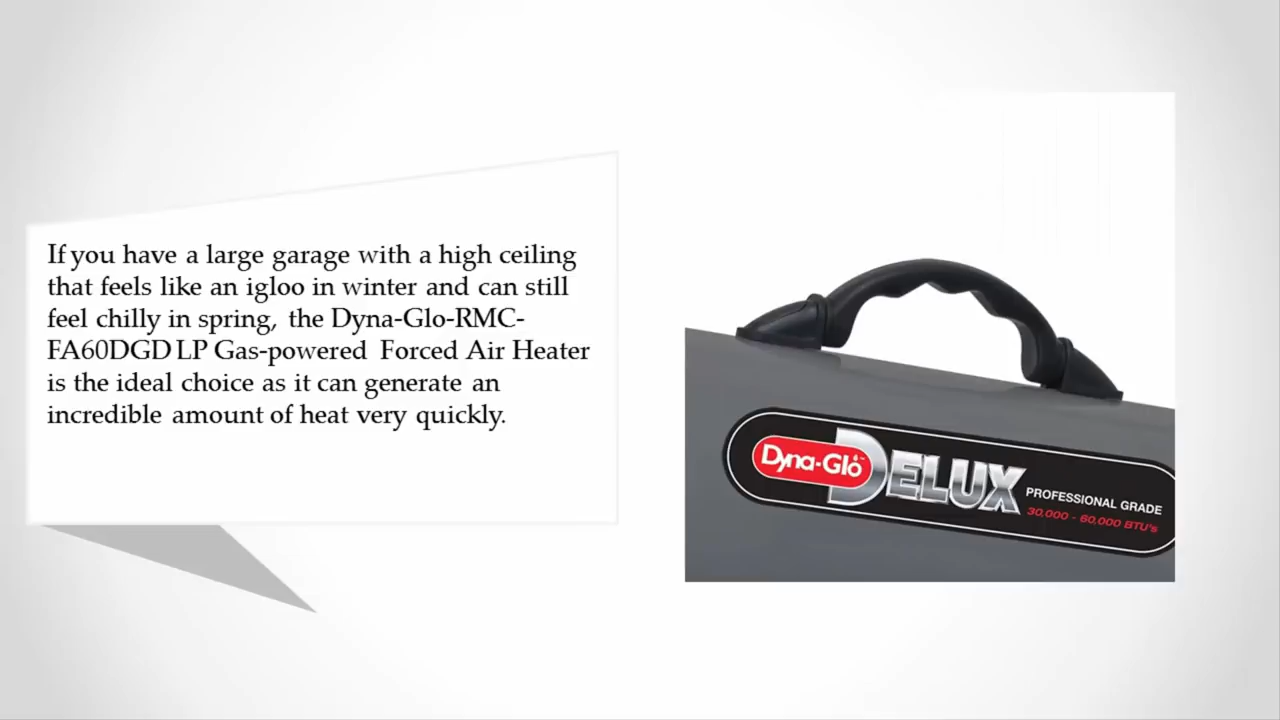 If you have a large garage with a high ceiling
that feels like an igloo in winter and can still
feel chilly in spring, the Dyna-Glo-RMC-
FA60DGD LP Gas-powered Forced Air Heater
is the ideal choice as it can generate an
incredible amount of heat very quickly.
Dyna-Glo™ DELUX
PROFESSIONAL GRADE
30,000 - 60,000 BTU's